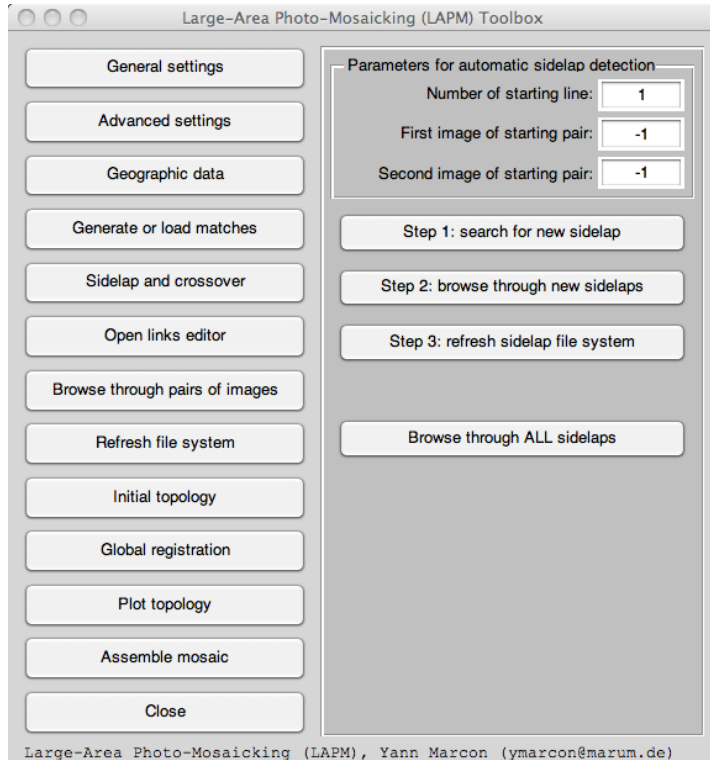 Large-Area Photo-Mosaicking (LAPM) Toolbox
General settings
Advanced settings
Geographic data
Generate or load matches
Sidelap and crossover
Open links editor
Browse through pairs of images
Refresh file system
Initial topology
Global registration
Plot topology
Assemble mosaic
Close
Parameters for automatic sidelap detection
Number of starting line: 1
First image of starting pair: -1
Second image of starting pair: -1
Step 1: search for new sidelap
Step 2: browse through new sidelaps
Step 3: refresh sidelap file system
Browse through ALL sidelaps
Large-Area Photo-Mosaicking (LAPM), Yann Marcon (ymarcon@marum.de)